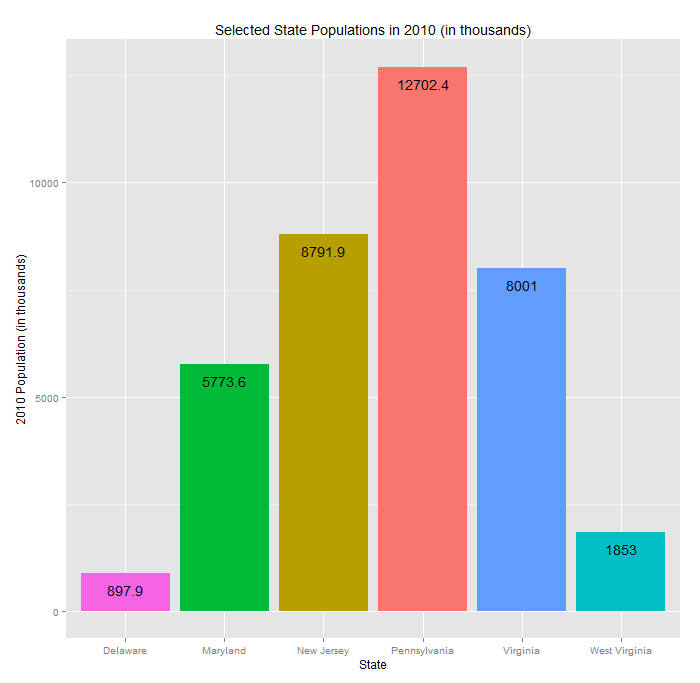 Selected State Populations in 2010 (in thousands)
12702.4
10000
8791.9
8001
5773.6
5000
1853
897.9
0
2010 Population (in thousands)
Delaware Maryland New Jersey Pennsylvania Virginia West Virginia
State